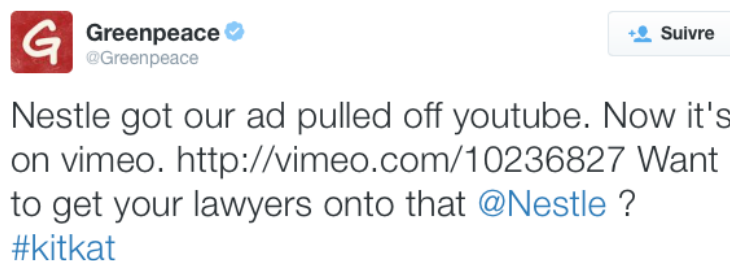 Greenpeace
@Greenpeace
Suivre
Nestle got our ad pulled off youtube. Now it's
on vimeo. http://vimeo.com/10236827 Want
to get your lawyers onto that @Nestle ?
#kitkat